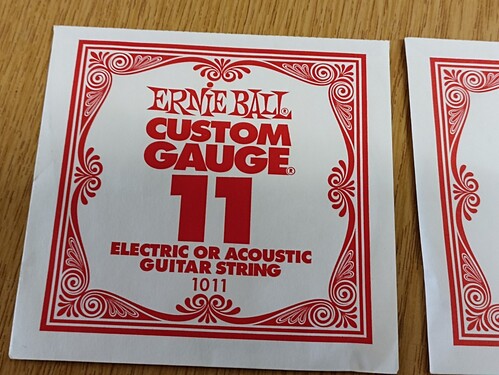 ERNIE BALL®
CUSTOM
GAUGE®
11
ELECTRIC OR ACOUSTIC
GUITAR STRING
1011